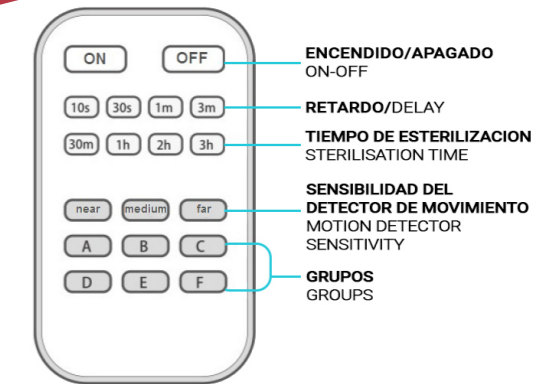 ON OFF
ENCENDIDO/APAGADO
ON-OFF
10s 30s 1m 3m
RETARDO/DELAY
30m 1h 2h 3h
TIEMPO DE ESTERILIZACION
STERILISATION TIME
near medium far
SENSIBILIDAD DEL
DETECTOR DE MOVIMIENTO
MOTION DETECTOR
SENSITIVITY
A B C
D E F
GRUPOS
GROUPS